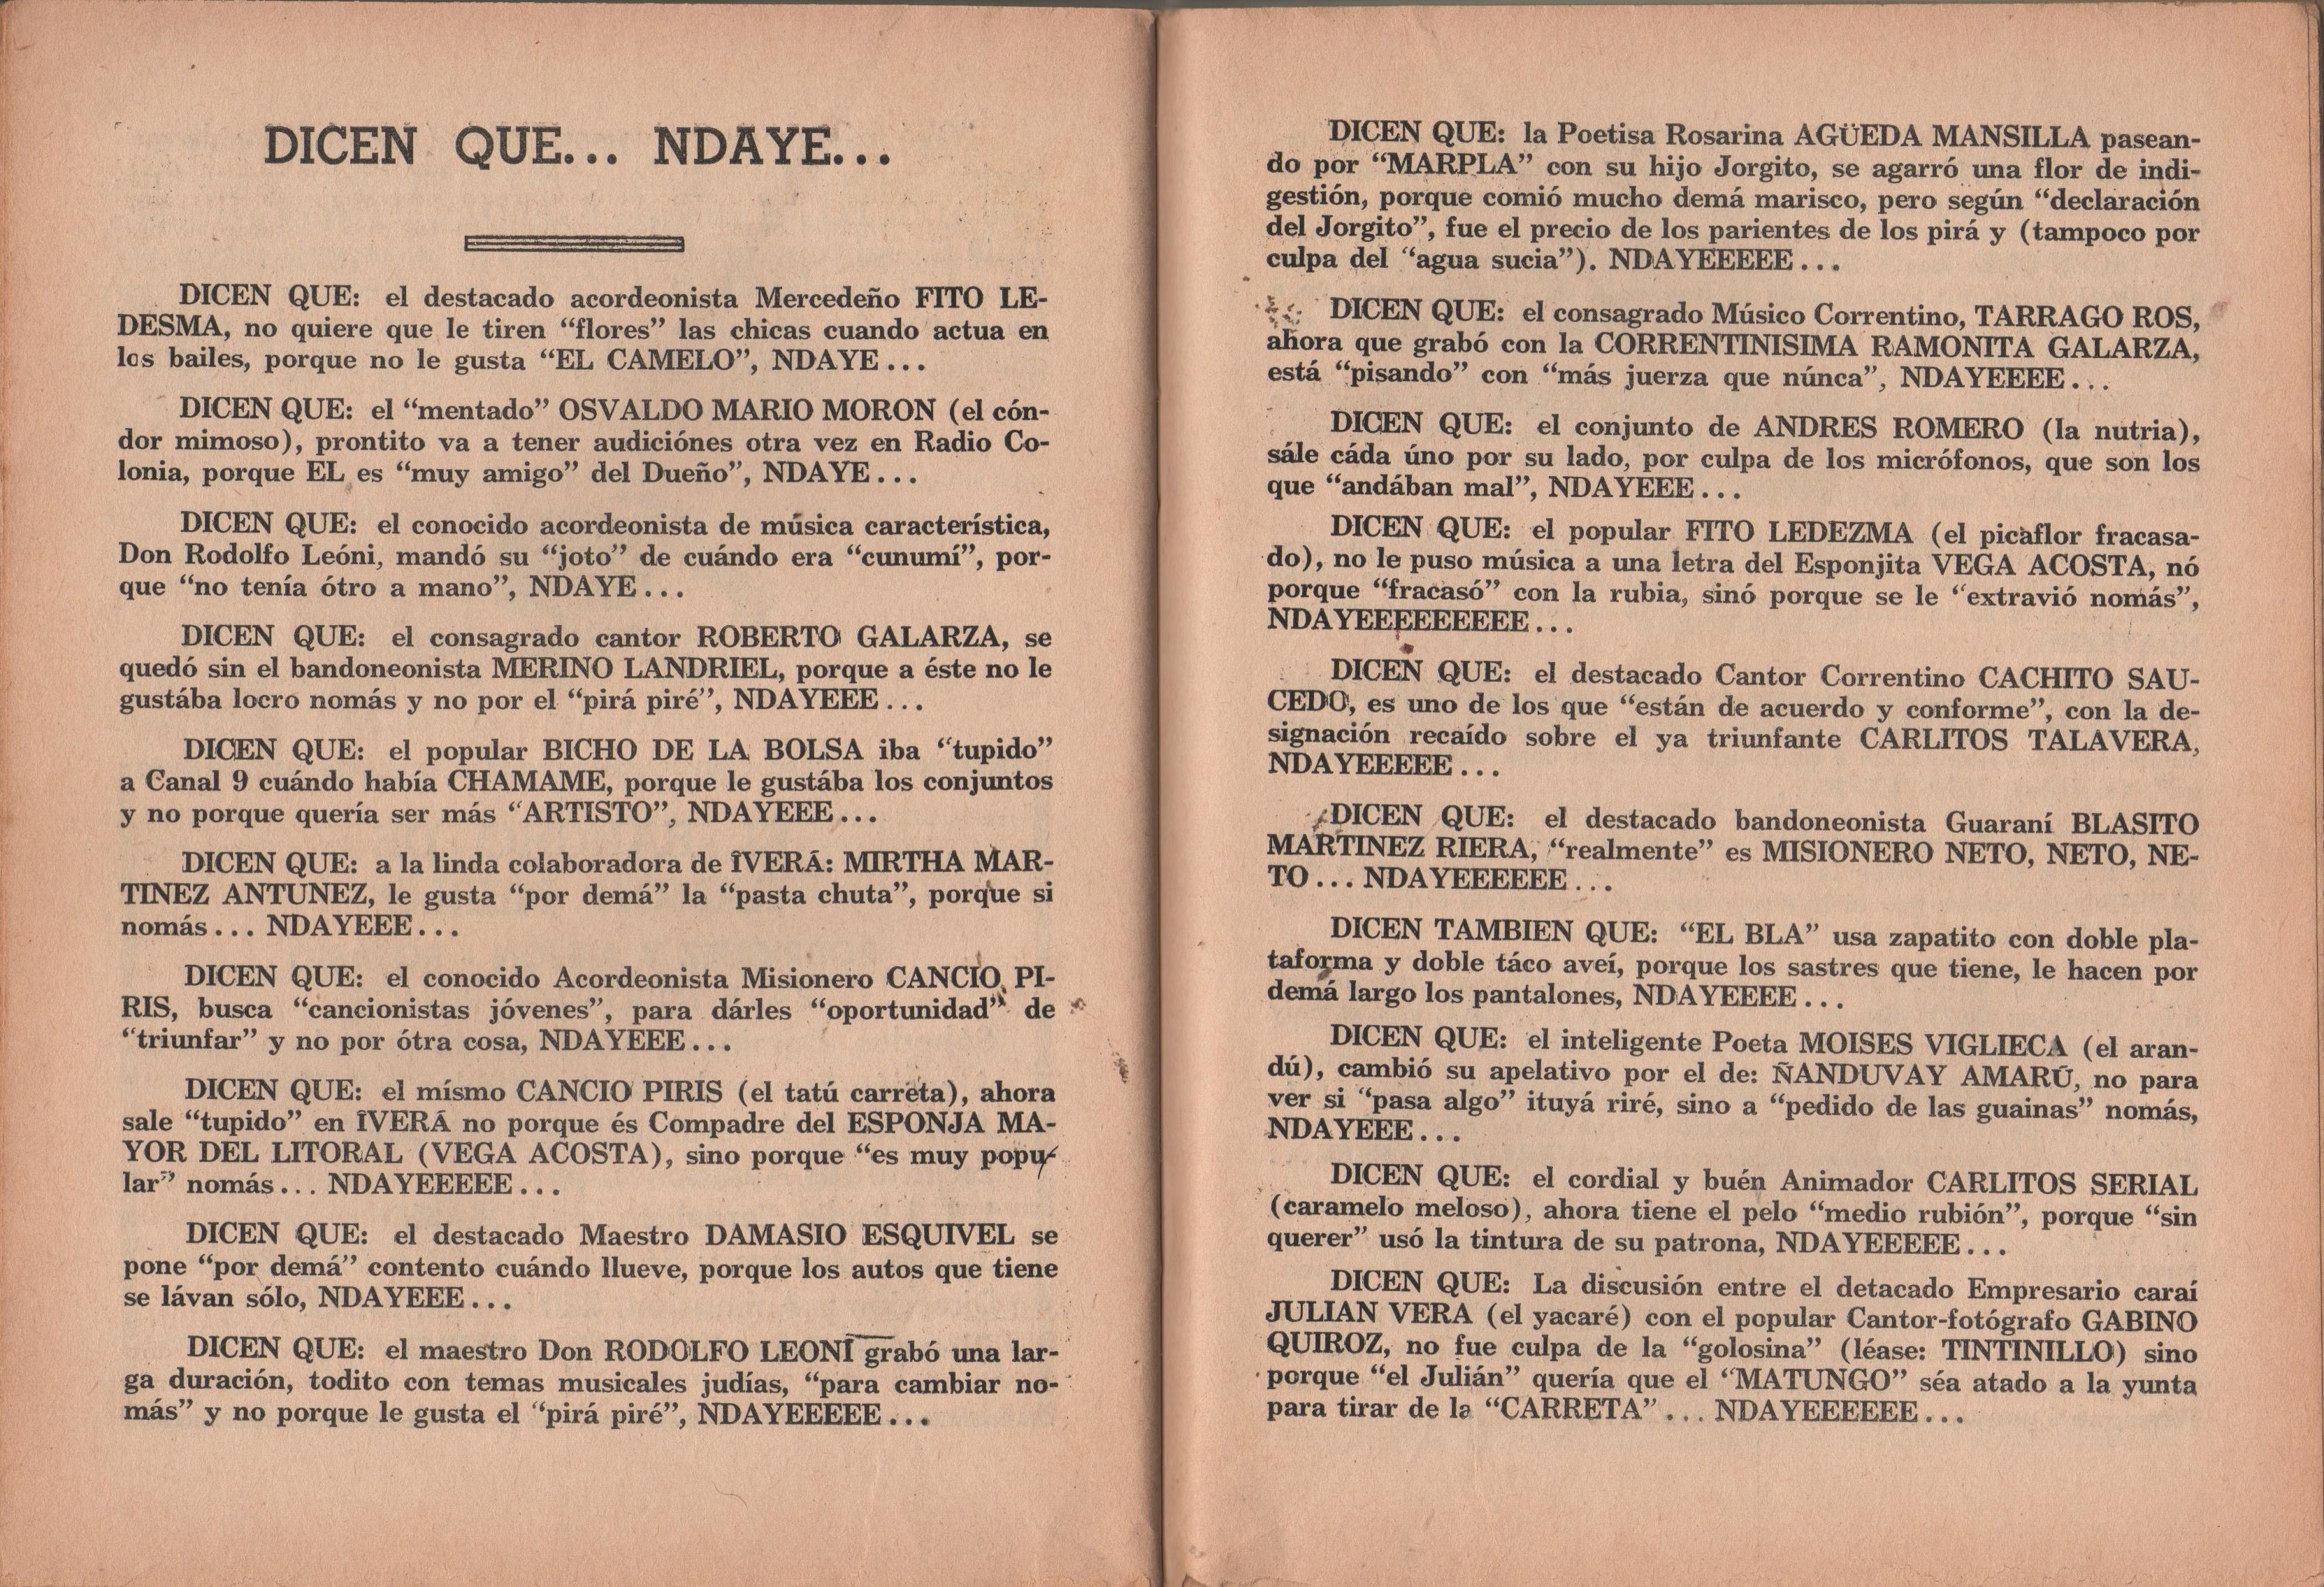 DICEN QUE... NDAYE...
DICEN QUE: el destacado acordeonista Mercedeño FITO LE-
DESMA, no quiere que le tiren “flores” las chicas cuando actua en
los bailes, porque no le gusta “EL CAMELO”, NDAYE...
DICEN QUE: el “mentado” OSVALDO MARIO MORON (el cón-
dor mimoso), prontito va a tener audiciónes otra vez en Radio Co-
lonia, porque EL es “muy amigo” del Dueño”, NDAYE...
DICEN QUE: el conocido acordeonista de música característica,
Don Rodolfo Leóni, mandó su “joto” de cuándo era “cunumí”, por-
que “no tenía ótro a mano”, NDAYE...
DICEN QUE: el consagrado cantor ROBERTO GALARZA, se
quedó sin el bandoneonista MERINO LANDRIEL, porque a éste no le
gustába locro nomás y no por el “pirá piré”, NDAYEEE...
DICEN QUE: el popular BICHO DE LA BOLSA iba “tupido”
a Canal 9 cuándo había CHAMAME, porque le gustába los conjuntos
y no porque quería ser más “ARTISTO”, NDAYEEE...
DICEN QUE: a la linda colaboradora de ÎVERÁ: MIRTHA MAR-
TINEZ ANTUNEZ, le gusta “por demá” la “pasta chuta”, porque si
nomás... NDAYEEE...
DICEN QUE: el conocido Acordeonista Misionero CANCIO PI-
RIS, busca “cancionistas jóvenes”, para dárles “oportunidad” de
“triunfar” y no por ótra cosa, NDAYEEE...
DICEN QUE: el mísmo CANCIO PIRIS (el tatú carreta), ahora
sale “tupido” en ÎVERÁ no porque és Compadre del ESPONJA MA-
YOR DEL LITORAL (VEGA ACOSTA), sino porque “es muy popu-
lar” nomás... NDAYEEEEE...
DICEN QUE: el destacado Maestro DAMASIO ESQUIVEL se
pone “por demá” contento cuándo llueve, porque los autos que tiene
se lávan sólo, NDAYEEE...
DICEN QUE: el maestro Don RODOLFO LEONÍ grabó una lar-
ga duración, todito con temas musicales judías, “para cambiar no-
más” y no porque le gusta el “pirá piré”, NDAYEEEEE...
DICEN QUE: la Poetisa Rosarina AGÜEDA MANSILLA pasean-
do por “MARPLA” con su hijo Jorgito, se agarró una flor de indi-
gestión, porque comió mucho demá marisco, pero según “declaración
del Jorgito”, fue el precio de los parientes de los pirá y (tampoco por
culpa del “agua sucia”). NDAYEEEEE...
DICEN QUE: el consagrado Músico Correntino, TARRAGO ROS,
ahora que grabó con la CORRENTINISIMA RAMONITA GALARZA,
está “pisando” con “más juerza que núnca”, NDAYEEEE...
DICEN QUE: el conjunto de ANDRES ROMERO (la nutria),
sále cáda úno por su lado, por culpa de los micrófonos, que son los
que “andában mal”, NDAYEEE...
DICEN QUE: el popular FITO LEDEZMA (el picaflor fracasa-
do), no le puso música a una letra del Esponjita VEGA ACOSTA, nó
porque “fracasó” con la rubia, sinó porque se le “extravió nomás”,
NDAYEEEEEEEEE...
DICEN QUE: el destacado Cantor Correntino CACHITO SAU-
CEDO, es uno de los que “están de acuerdo y conforme”, con la de-
signación recaído sobre el ya triunfante CARLITOS TALAVERA,
NDAYEEEEE...
DICEN QUE: el destacado bandoneonista Guaraní BLASITO
MARTINEZ RIERA, “realmente” es MISIONERO NETO, NETO, NE-
TO... NDAYEEEEEE...
DICEN TAMBIEN QUE: “EL BLA” usa zapatito con doble pla-
taforma y doble táco aveí, porque los sastres que tiene, le hacen por
demá largo los pantalones, NDAYEEEE...
DICEN QUE: el inteligente Poeta MOISES VIGLIECA (el aran-
dú), cambió su apelativo por el de: ÑANDUVAY AMARÚ, no para
ver si “pasa algo” ituyá riré, sino a “pedido de las guainas” nomás,
NDAYEEE...
DICEN QUE: el cordial y buén Animador CARLITOS SERIAL
(caramelo meloso), ahora tiene el pelo “medio rubión”, porque “sin
querer” usó la tintura de su patrona, NDAYEEEEE...
DICEN QUE: La discusión entre el detacado Empresario caraí
JULIAN VERA (el yacaré) con el popular Cantor-fotógrafo GABINO
QUIROZ, no fue culpa de la “golosina” (léase: TINTINILLO) sino
porque “el Julián” quería que el “MATUNGO” séa atado a la yunta
para tirar de la “CARRETA”... NDAYEEEEEE...